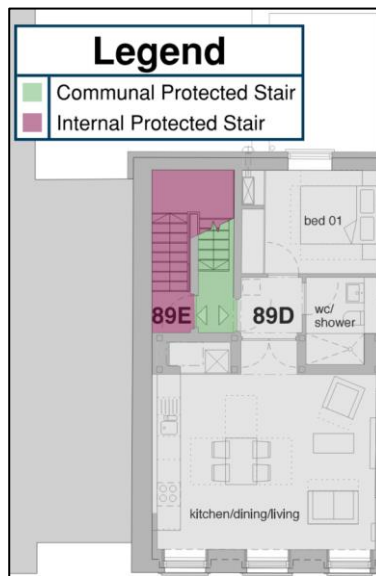 Legend
Communal Protected Stair
Internal Protected Stair
bed 01
89E
89D
wc/
shower
kitchen/dining/living